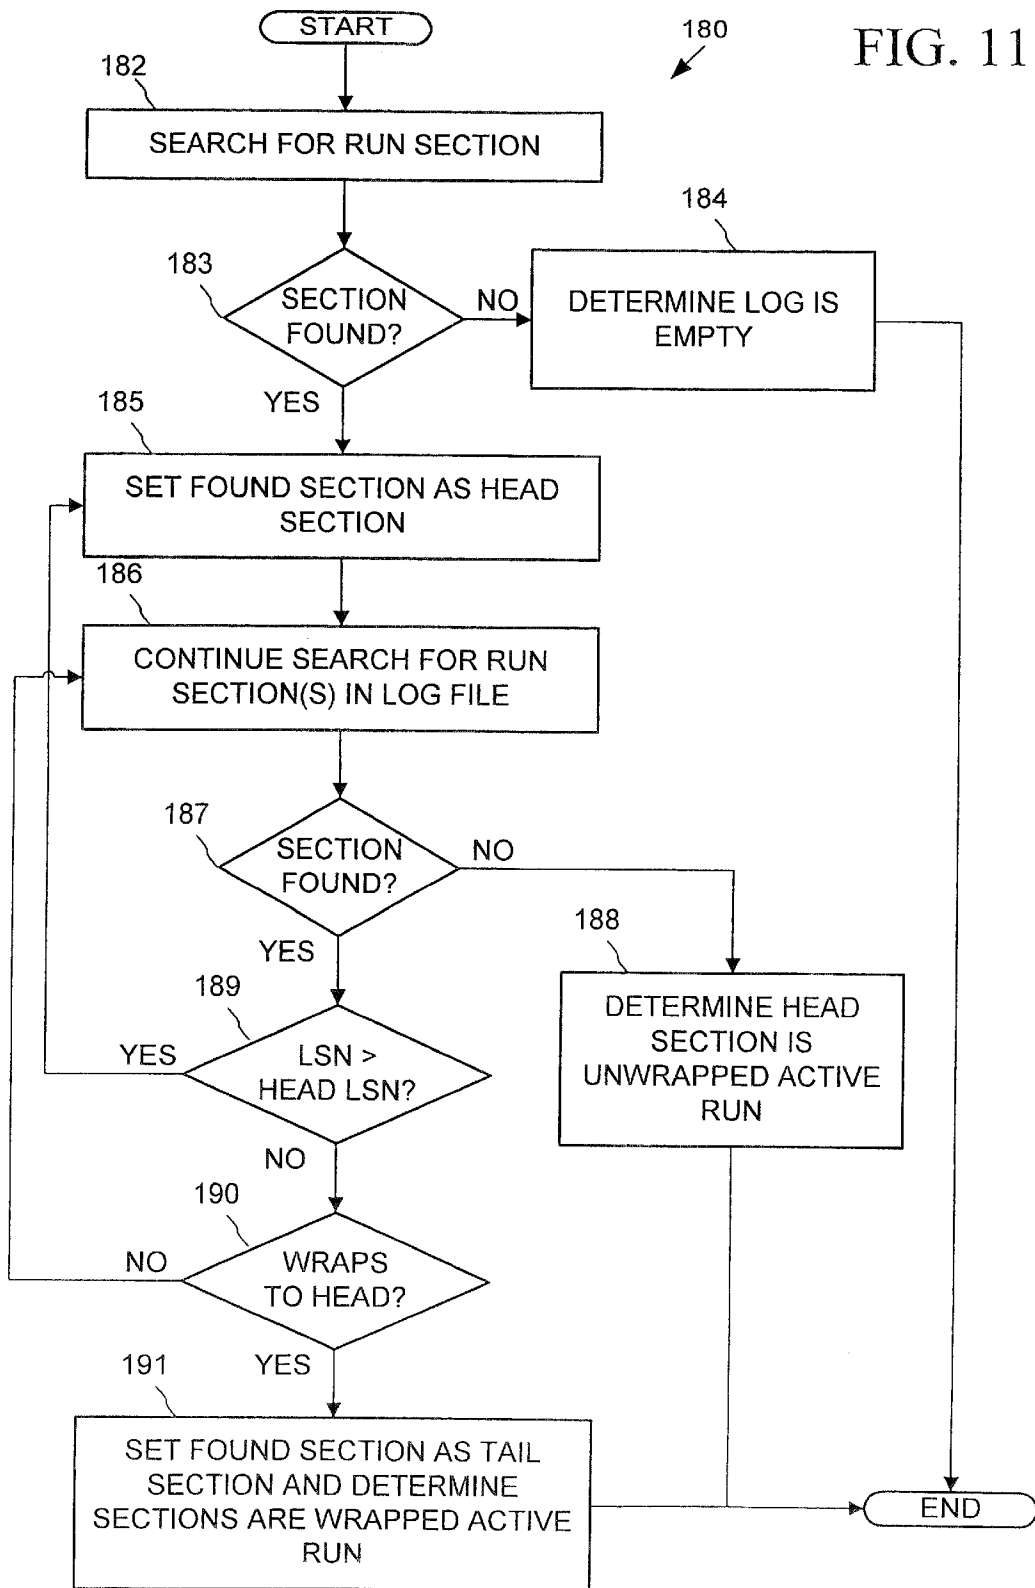 START
180
FIG. 11
182
SEARCH FOR RUN SECTION
184
183
SECTION
FOUND?
NO
DETERMINE LOG IS
EMPTY
YES
185
SET FOUND SECTION AS HEAD
SECTION
186
CONTINUE SEARCH FOR RUN
SECTION(S) IN LOG FILE
187
SECTION
FOUND?
NO
YES
188
DETERMINE HEAD
SECTION IS
UNWRAPPED ACTIVE
RUN
189
YES
LSN >
HEAD LSN?
NO
190
NO
WRAPS
TO HEAD?
YES
191
SET FOUND SECTION AS TAIL
SECTION AND DETERMINE
SECTIONS ARE WRAPPED ACTIVE
RUN
END